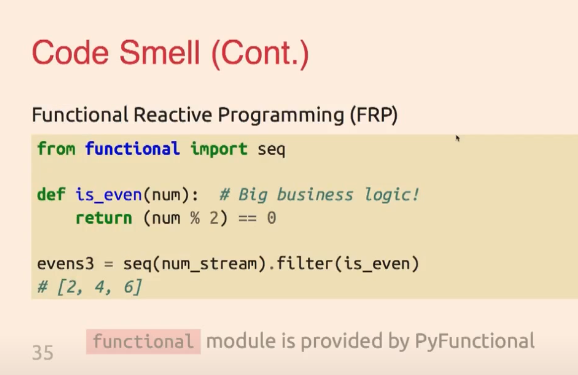 Code Smell (Cont.)
Functional Reactive Programming (FRP)
from functional import seq
def is_even(num):  # Big business logic!
    return (num % 2) == 0
evens3 = seq(num_stream).filter(is_even)
# [2, 4, 6]
functional module is provided by PyFunctional
35